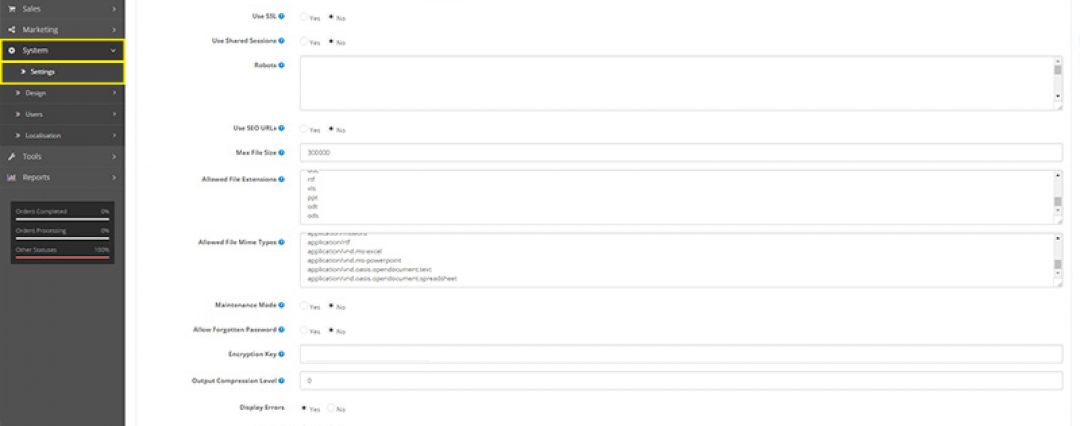 Sales
Marketing
System
Settings
Design
Users
Localisation
Tools
Reports
Orders Completed 0%
Orders Processing 0%
Other Statuses 100%
Use SSL Yes No
Use Shared Sessions Yes No
Robots
Use SEO URLs Yes No
Max File Size 300000
Allowed File Extensions
rtf
xls
ppt
odt
ods
Allowed File Mime Types
application/rtf
application/vnd.ms-excel
application/vnd.ms-powerpoint
application/vnd.oasis.opendocument.text
application/vnd.oasis.opendocument.spreadsheet
Maintenance Mode Yes No
Allow Forgotten Password Yes No
Encryption Key
Output Compression Level 0
Display Errors Yes No